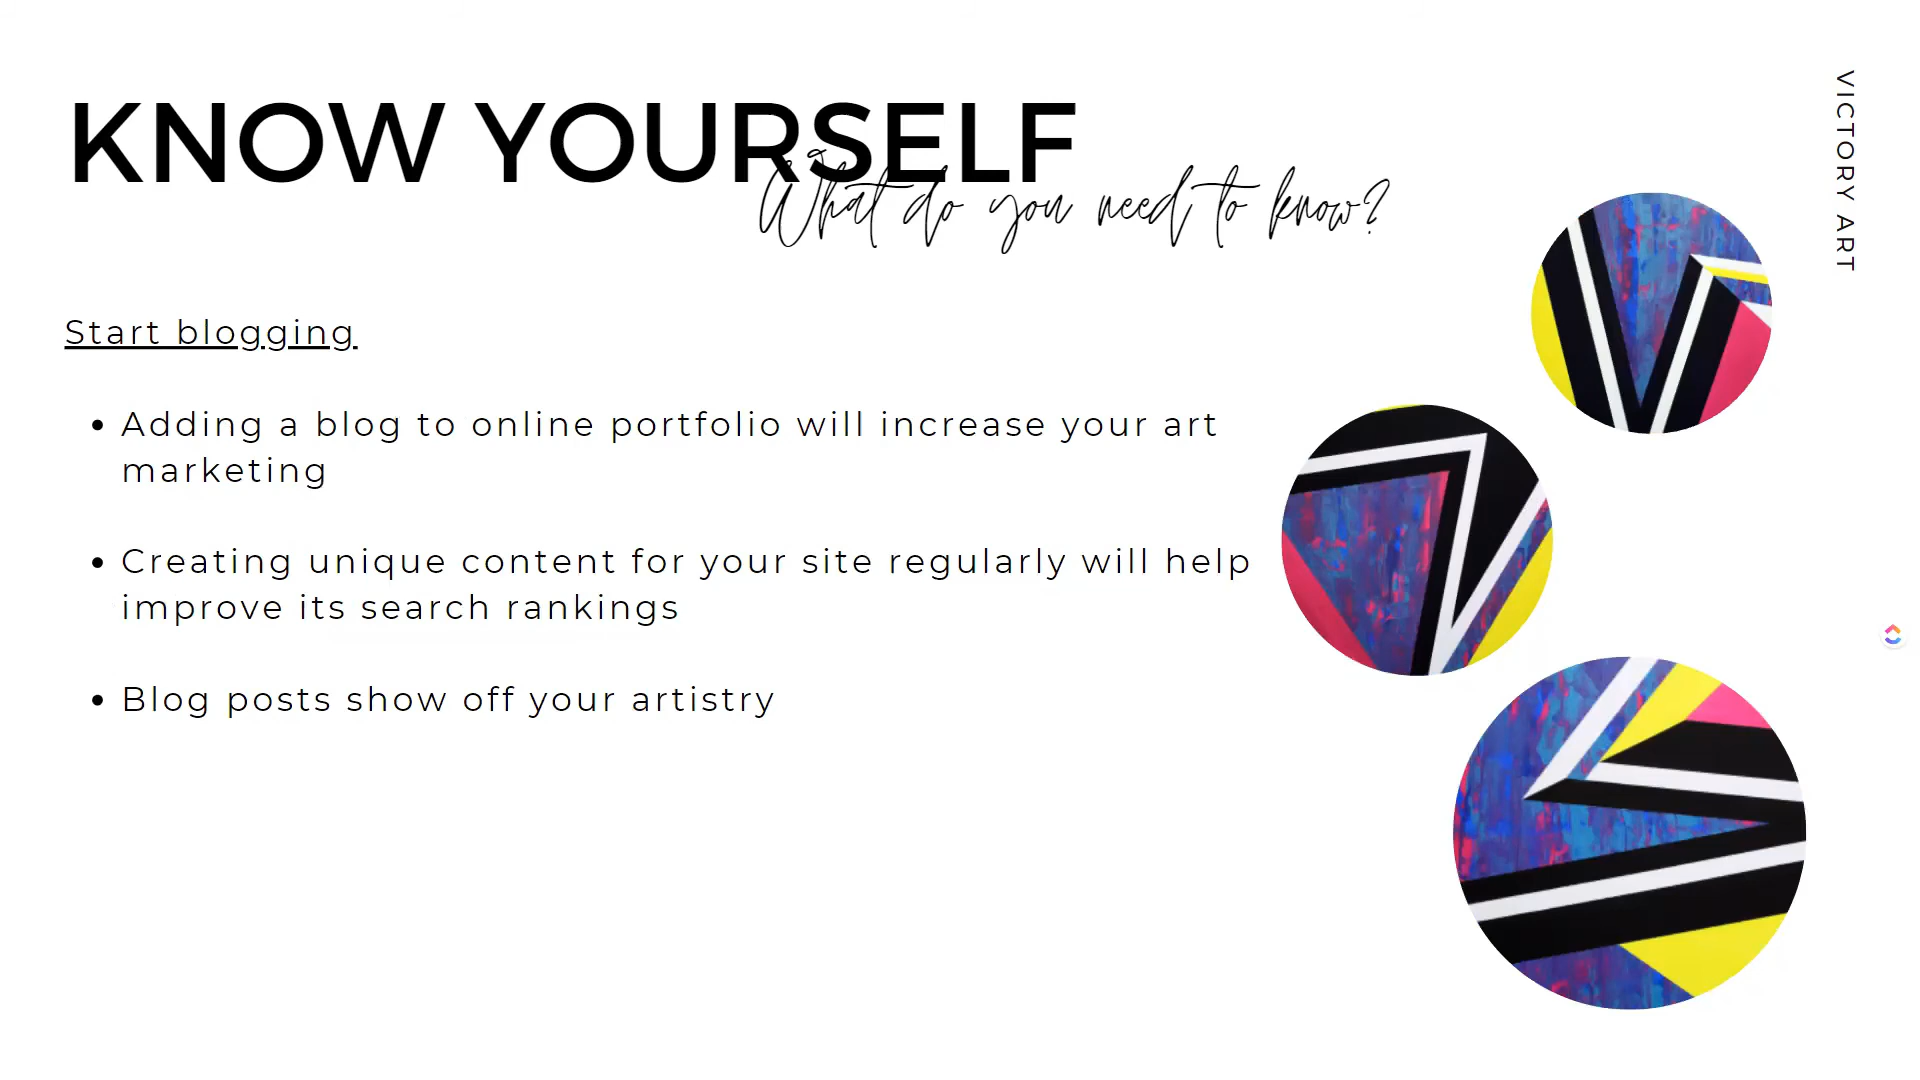 KNOW YOURSELF
What do you need to know?
VICTORY ART
Start blogging
• Adding a blog to online portfolio will increase your art
marketing
• Creating unique content for your site regularly will help
improve its search rankings
• Blog posts show off your artistry